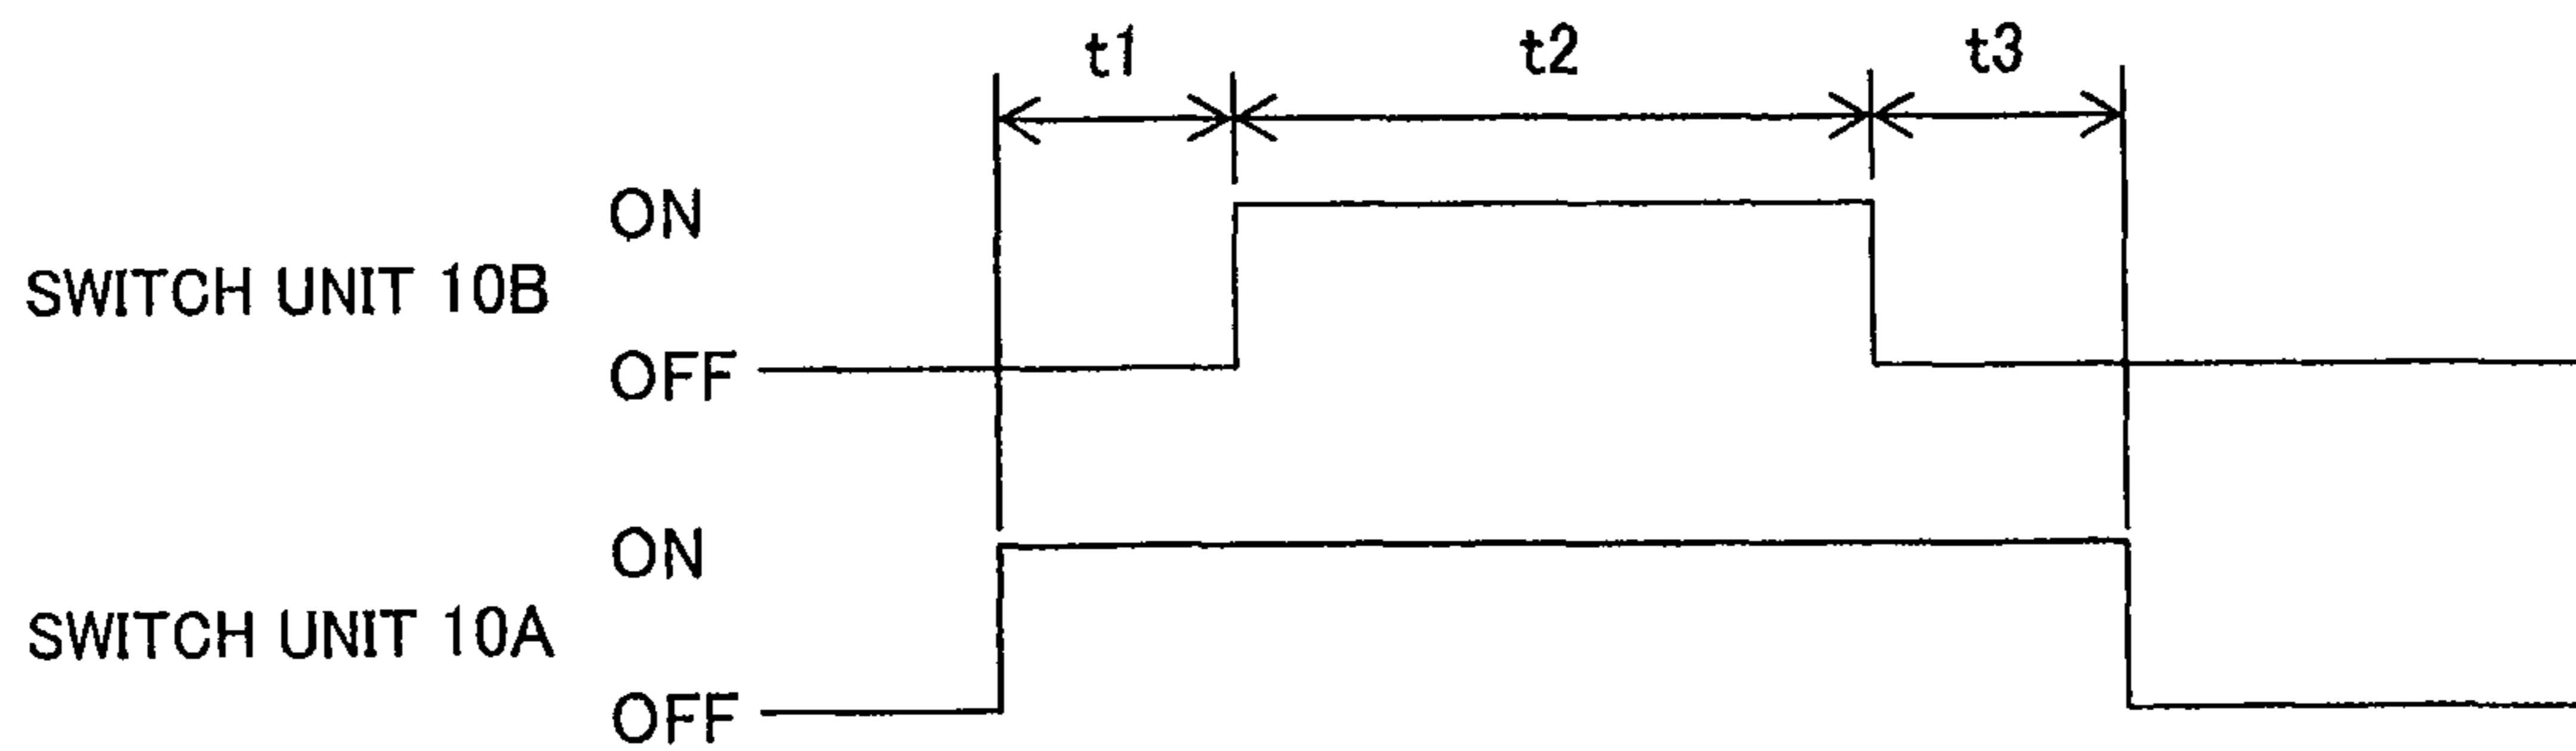 t1 t2 t3
ON
SWITCH UNIT 10B
OFF
ON
SWITCH UNIT 10A
OFF